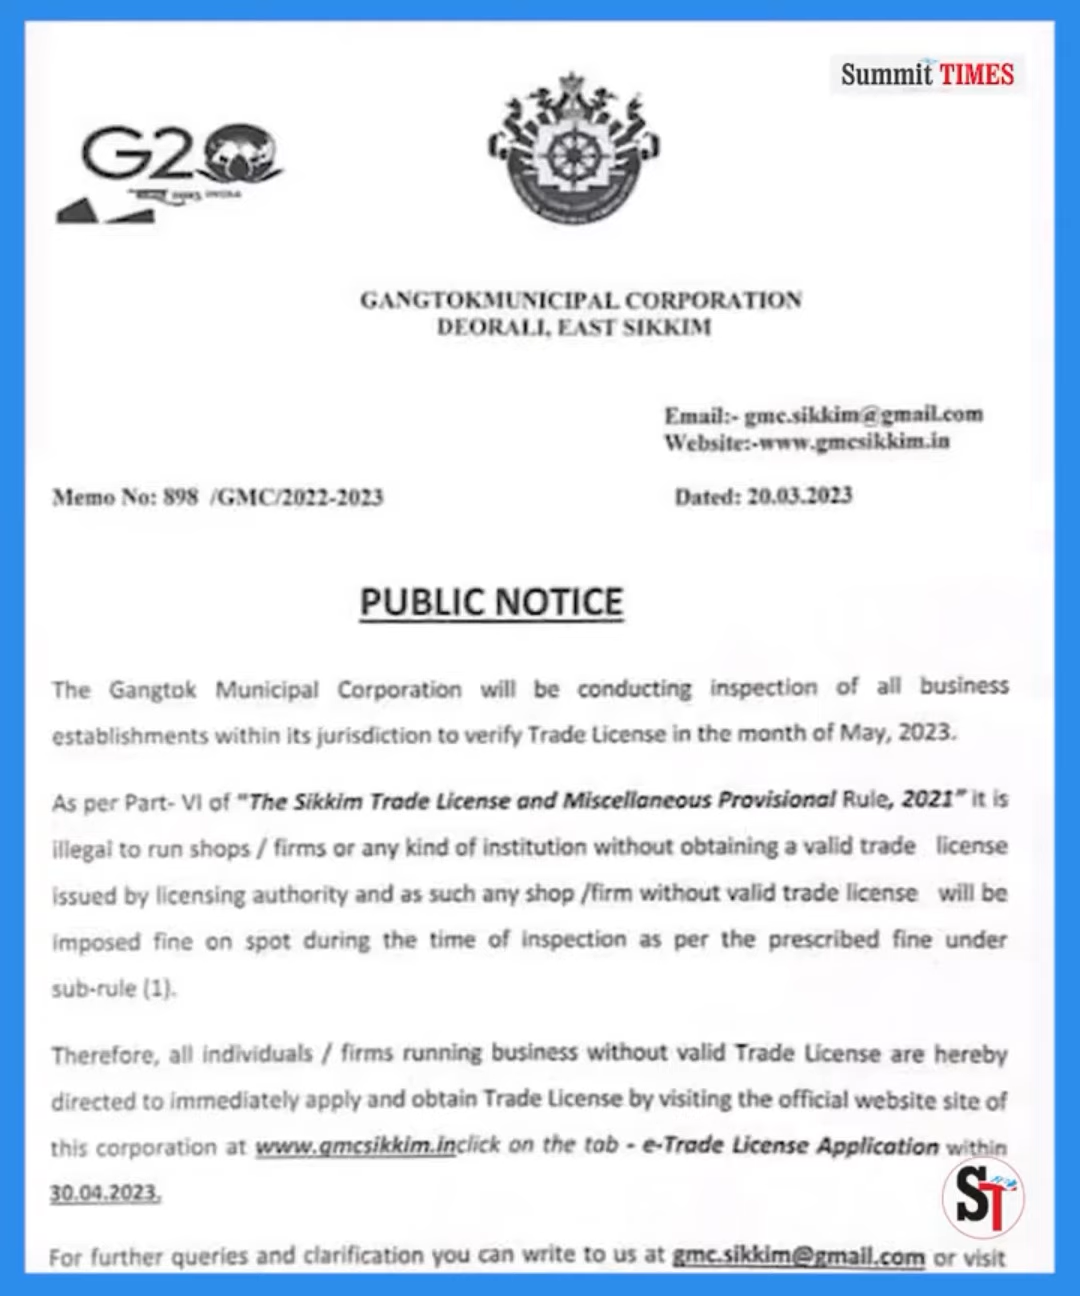 Summit TIMES
G20
GANGTOKMUNICIPAL CORPORATION
DEORALI, EAST SIKKIM
Email:- gmc.sikkim@gmail.com
Website:-www.gmcsikkim.in
Memo No: 898 /GMC/2022-2023
Dated: 20.03.2023
PUBLIC NOTICE
The Gangtok Municipal Corporation will be conducting inspection of all business
establishments within its jurisdiction to verify Trade License in the month of May, 2023.
As per Part- VI of "The Sikkim Trade License and Miscellaneous Provisional Rule, 2021" it is
illegal to run shops / firms or any kind of institution without obtaining a valid trade license
issued by licensing authority and as such any shop /firm without valid trade license will be
imposed fine on spot during the time of inspection as per the prescribed fine under
sub-rule (1).
Therefore, all individuals / firms running business without valid Trade License are hereby
directed to immediately apply and obtain Trade License by visiting the official website site of
this corporation at www.gmcsikkim.inclick on the tab - e-Trade License Application within
30.04.2023.
ST
For further queries and clarification you can write to us at gmc.sikkim@gmail.com or visit